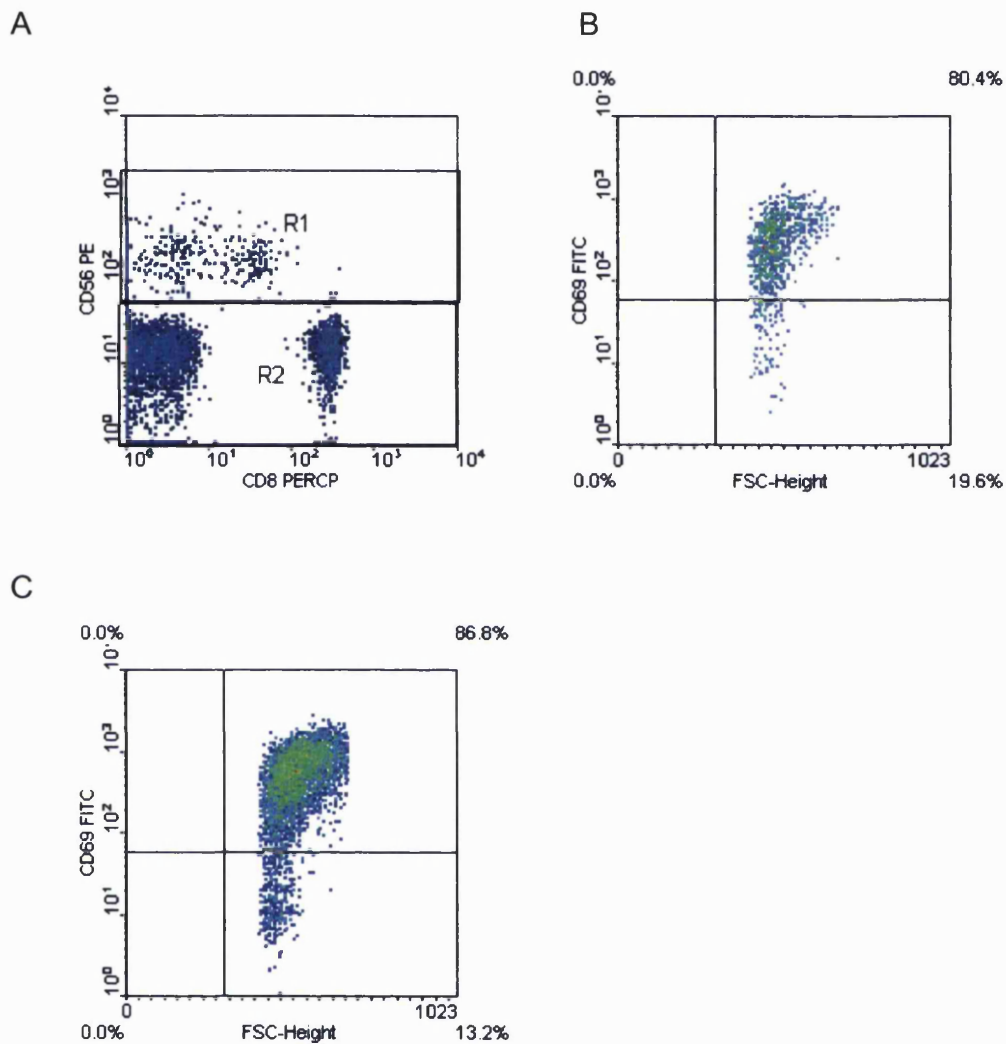 A
10⁴
10³
10²
10¹
10⁰
CD56 PE
R1
R2
10⁰ 10¹ 10² 10³ 10⁴
CD8 PERCP
B
0.0% 80.4%
10³
10²
10¹
10⁰
CD69 FITC
0 1023
0.0% FSC-Height 19.6%
C
0.0% 86.8%
10³
10²
10¹
10⁰
CD69 FITC
0 1023
0.0% FSC-Height 13.2%